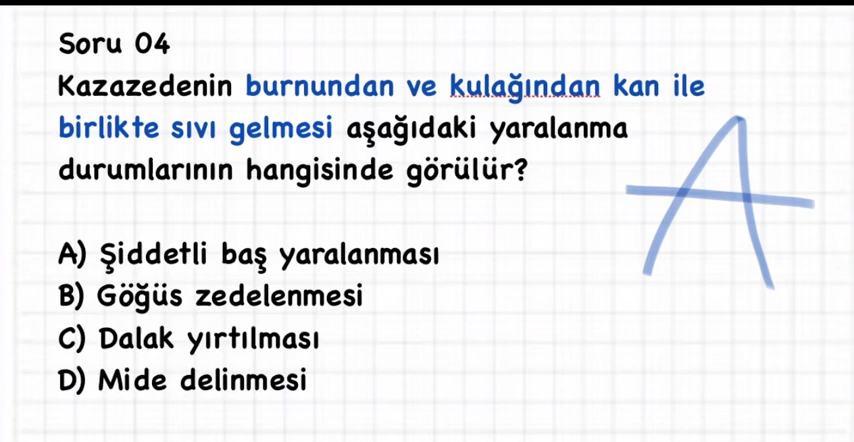 Soru 04
Kazazedenin burnundan ve kulağından kan ile
birlikte sıvı gelmesi aşağıdaki yaralanma
durumlarının hangisinde görülür?
A
A) Şiddetli baş yaralanması
B) Göğüs zedelenmesi
C) Dalak yırtılması
D) Mide delinmesi